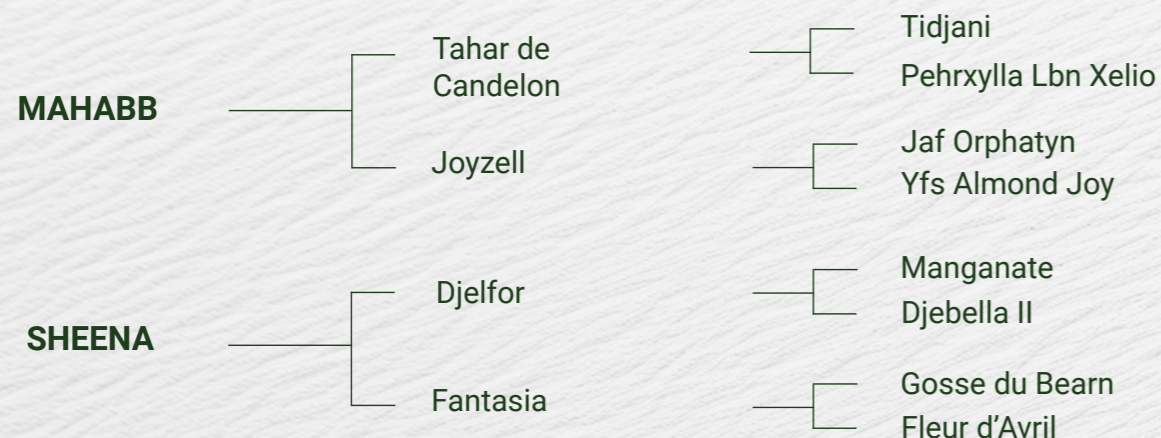 MAHABB
Tahar de
Candelon
Joyzell
Tidjani
Pehrxylla Lbn Xelio
Jaf Orphatyn
Yfs Almond Joy
SHEENA
Djelfor
Fantasia
Manganate
Djebella II
Gosse du Bearn
Fleur d’Avril